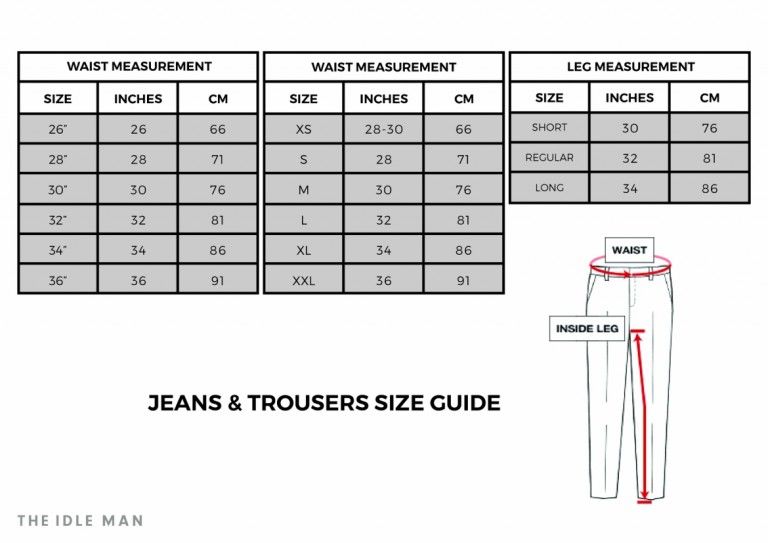 WAIST MEASUREMENT
SIZE INCHES CM
26" 26 66
28" 28 71
30" 30 76
32" 32 81
34" 34 86
36" 36 91
WAIST MEASUREMENT
SIZE INCHES CM
XS 28-30 66
S 28 71
M 30 76
L 32 81
XL 34 86
XXL 36 91
LEG MEASUREMENT
SIZE INCHES CM
SHORT 30 76
REGULAR 32 81
LONG 34 86
WAIST
INSIDE LEG
JEANS & TROUSERS SIZE GUIDE
THE IDLE MAN